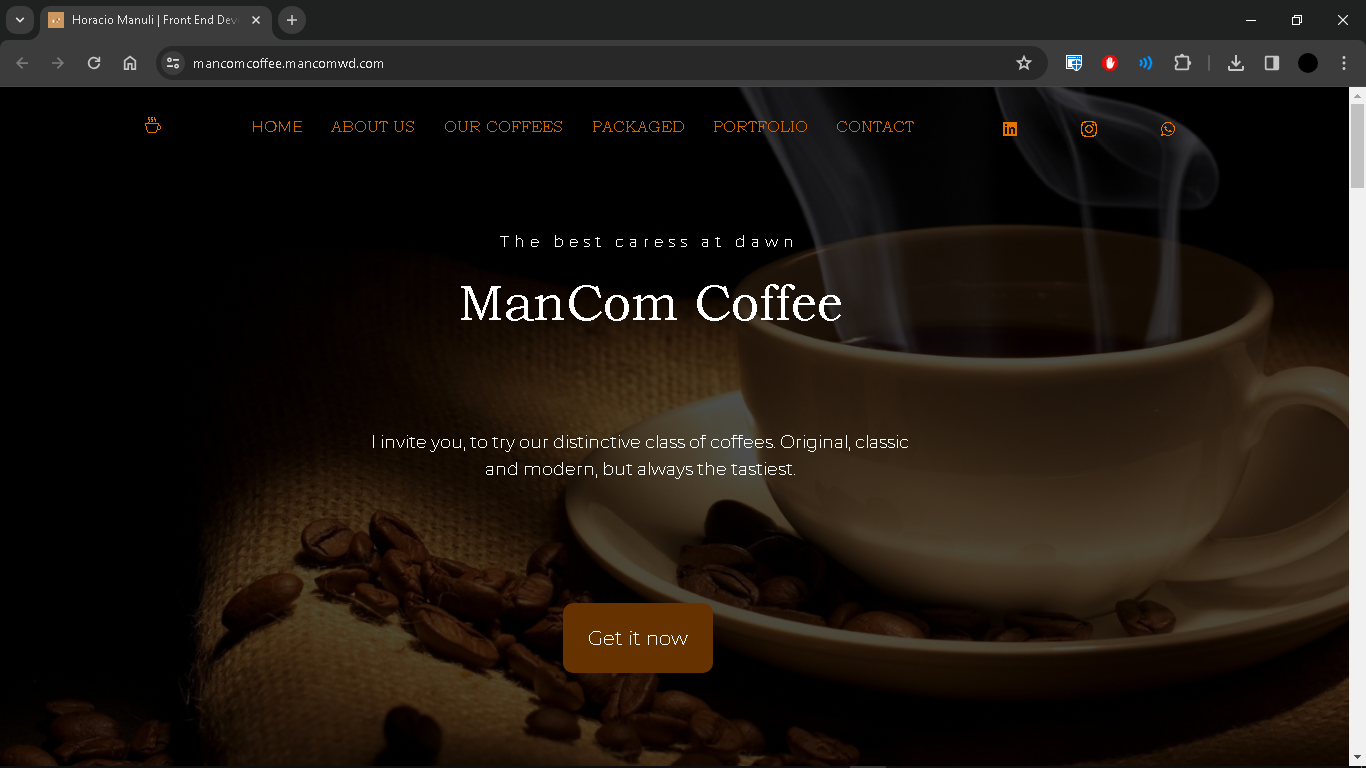 Horacio Manuli | Front End Dev
mancomcoffee.mancomwd.com
HOME ABOUT US OUR COFFEES PACKAGED PORTFOLIO CONTACT
The best caress at dawn
ManCom Coffee
I invite you, to try our distinctive class of coffees. Original, classic
and modern, but always the tastiest.
Get it now